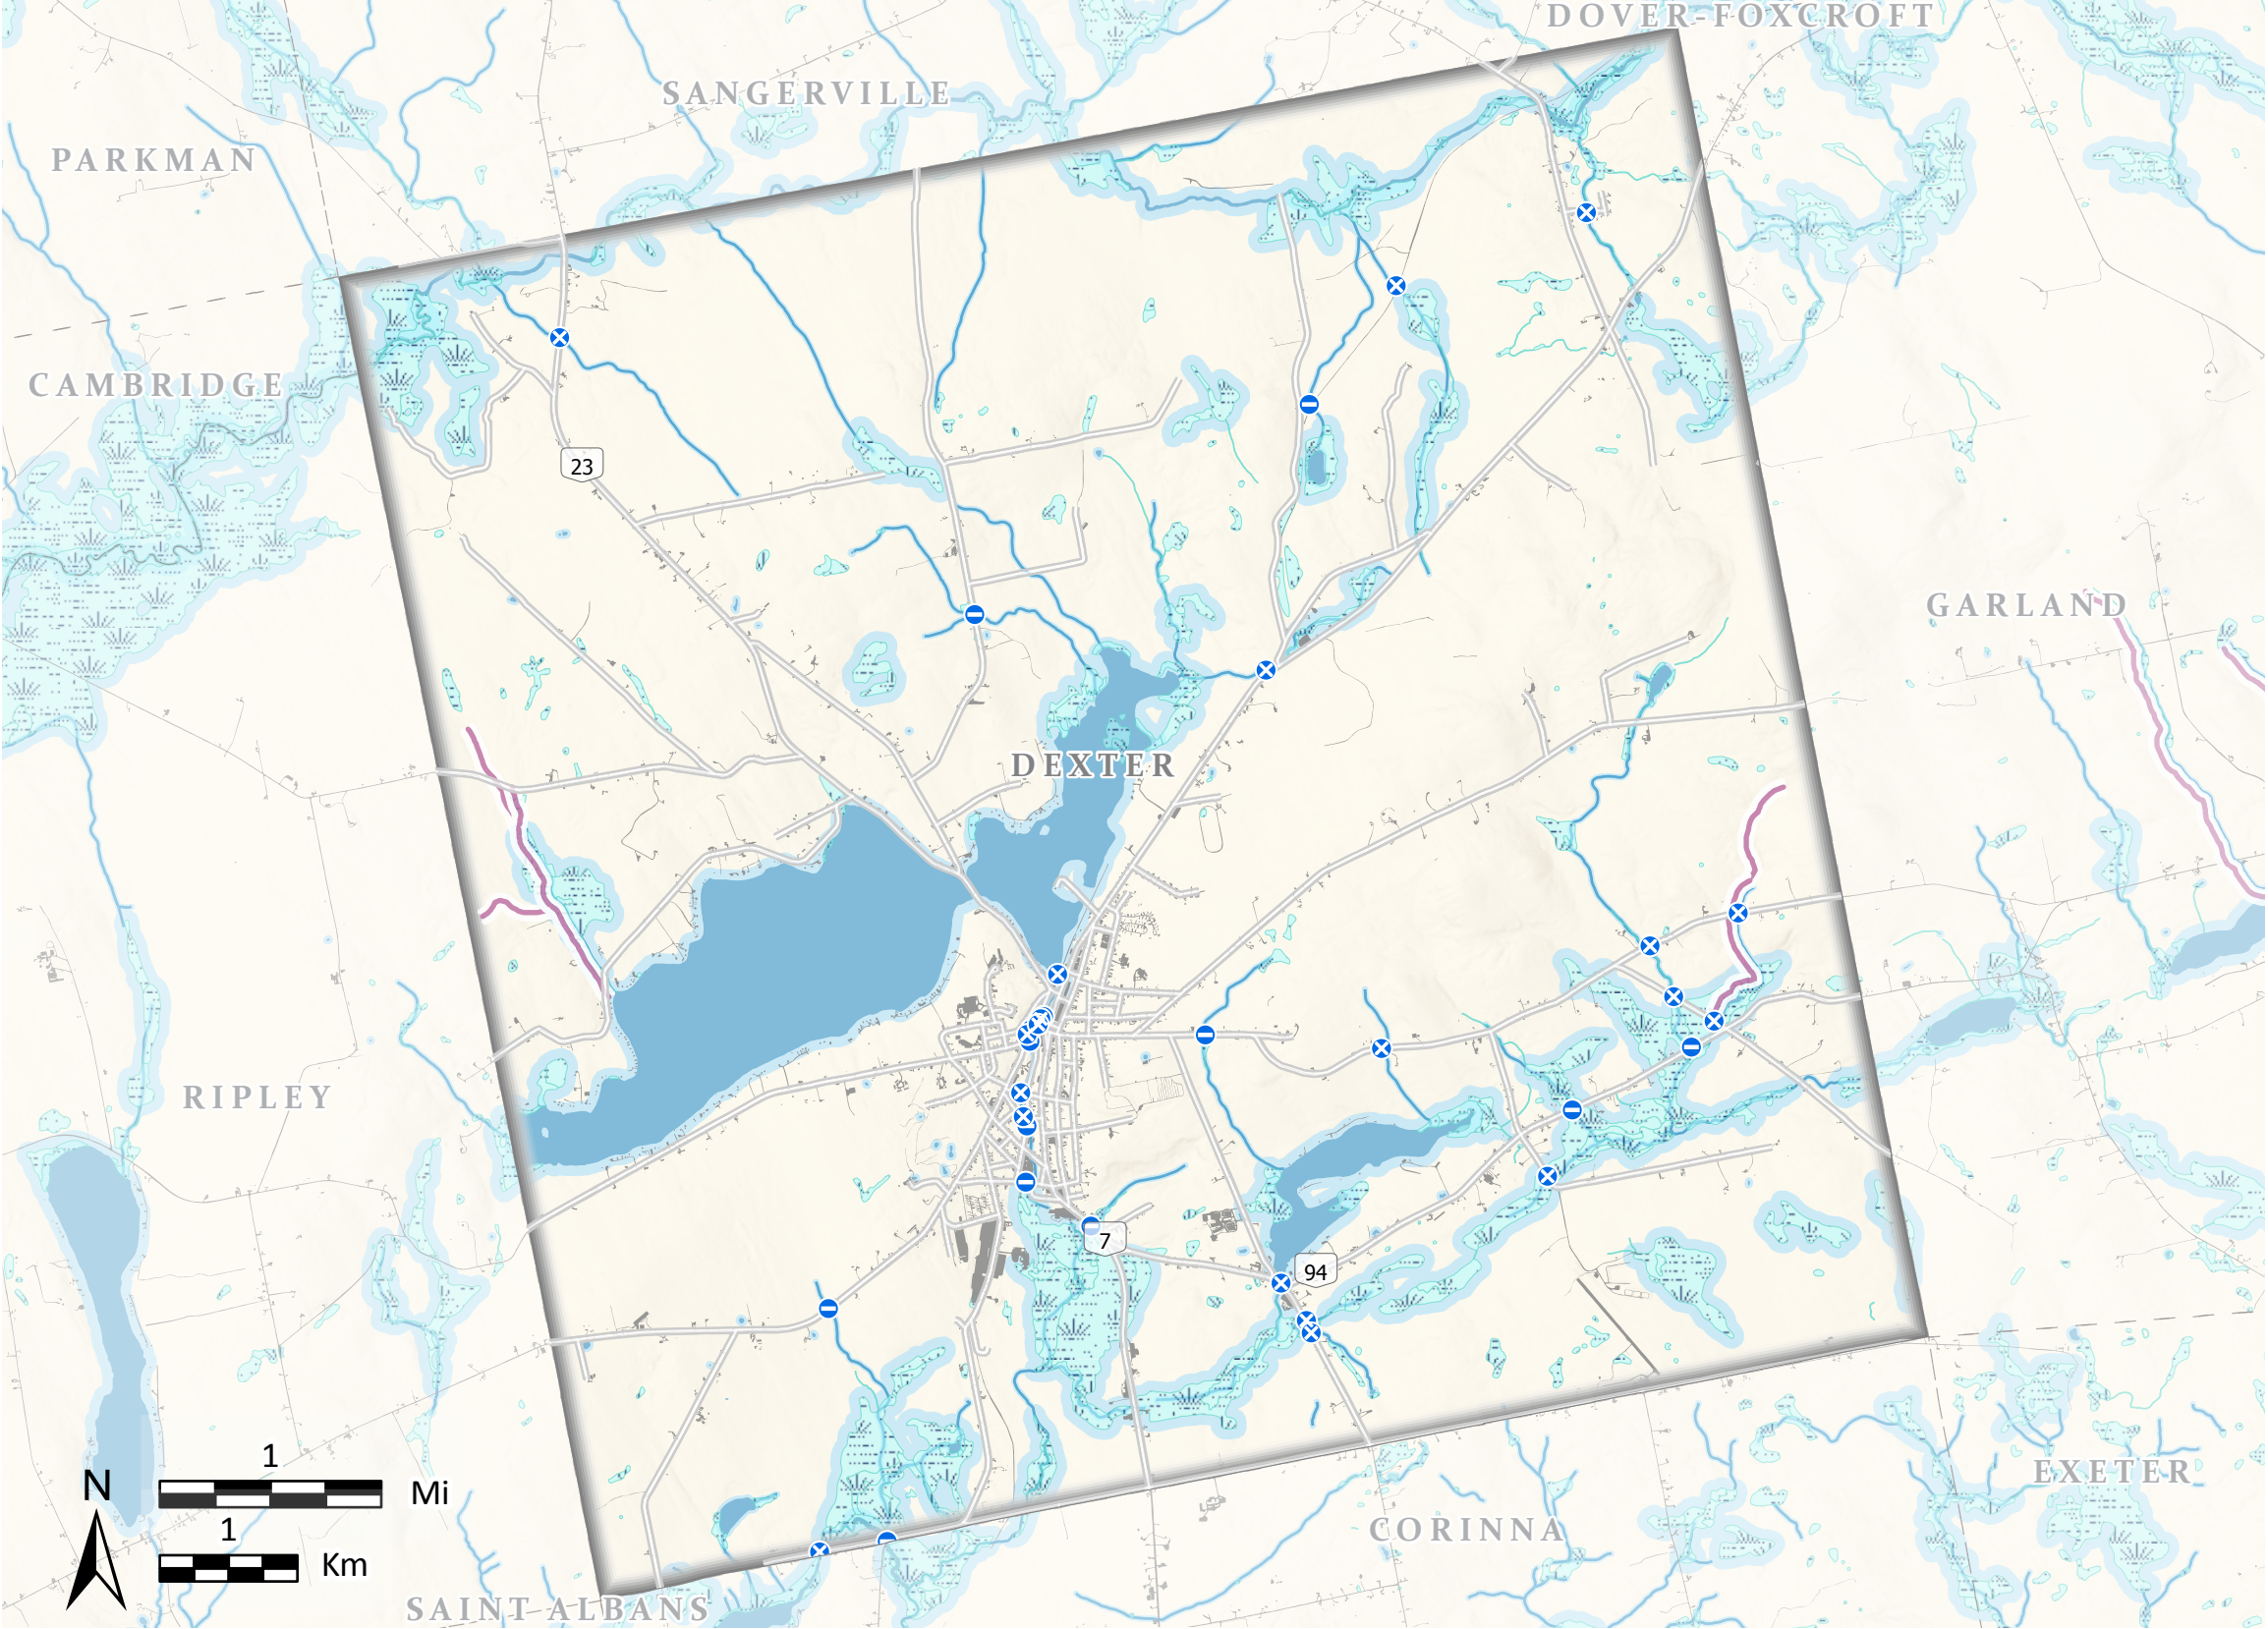 DOVER-FOXCROFT
SANGERVILLE
PARKMAN
CAMBRIDGE
23
GARLAND
DEXTER
RIPLEY
7
94
1
N
Mi
1
Km
EXETER
CORINNA
SAINT ALBANS